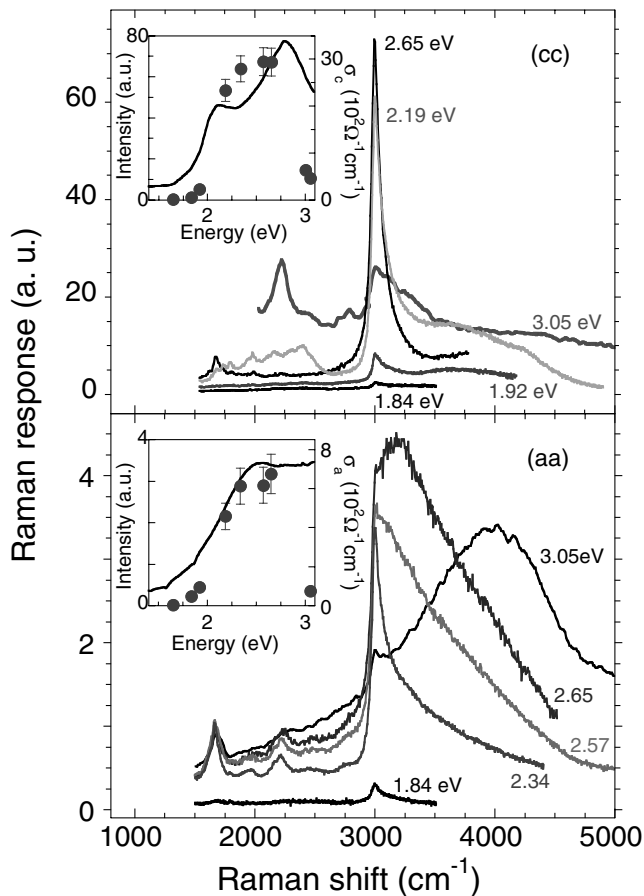 80
30
Intensity (a.u.)
σc (10²Ω⁻¹cm⁻¹)
0
0
2
3
Energy (eV)
2.65 eV
(cc)
2.19 eV
3.05 eV
1.92 eV
1.84 eV
60
40
20
0
Raman response (a. u.)
4
8
Intensity (a.u.)
σa (10²Ω⁻¹cm⁻¹)
0
0
2
3
Energy (eV)
(aa)
3.05eV
2.65
2.57
2.34
1.84 eV
4
2
0
1000
2000
3000
4000
5000
Raman shift (cm⁻¹)